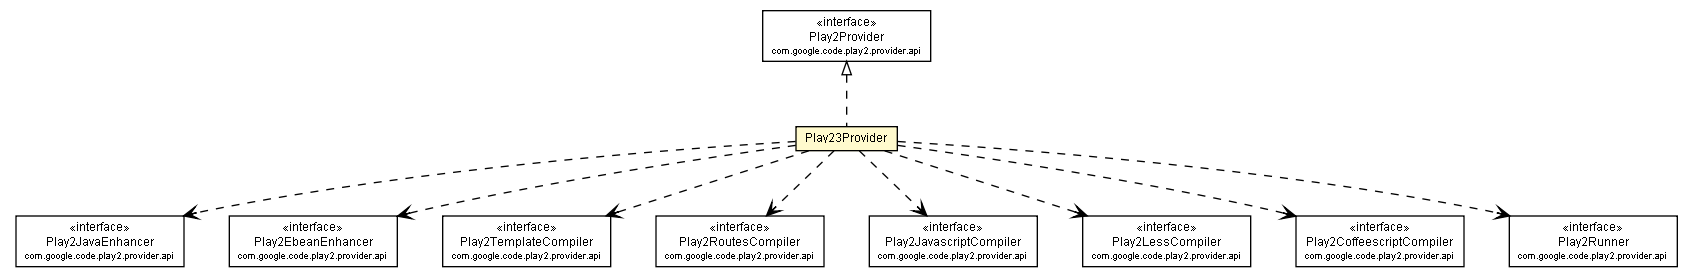 «interface»
Play2Provider
com.google.code.play2.provider.api
Play23Provider
«interface»
Play2JavaEnhancer
com.google.code.play2.provider.api
«interface»
Play2EbeanEnhancer
com.google.code.play2.provider.api
«interface»
Play2TemplateCompiler
com.google.code.play2.provider.api
«interface»
Play2RoutesCompiler
com.google.code.play2.provider.api
«interface»
Play2JavascriptCompiler
com.google.code.play2.provider.api
«interface»
Play2LessCompiler
com.google.code.play2.provider.api
«interface»
Play2CoffeescriptCompiler
com.google.code.play2.provider.api
«interface»
Play2Runner
com.google.code.play2.provider.api